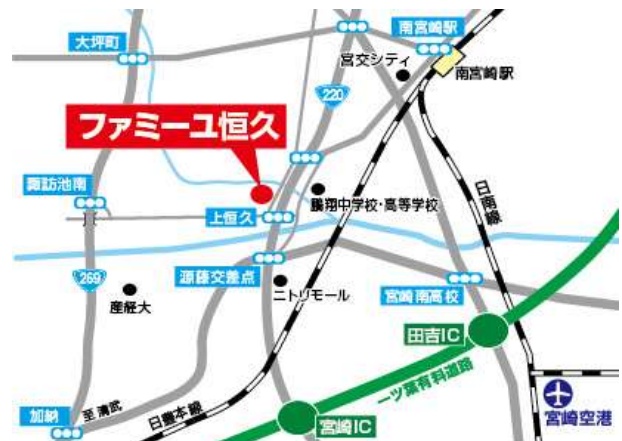 南宮崎駅
大坪町
宮交シティ
南宮崎駅
220
ファミーユ恒久
諏訪池南
鵬翔中学校・高等学校
日南線
上恒久
269
源藤交差点
産経大
ニトリモール
宮崎南高校
田吉IC
一ツ葉有料道路
宮崎空港
加納
至 清武
日豊本線
宮崎IC